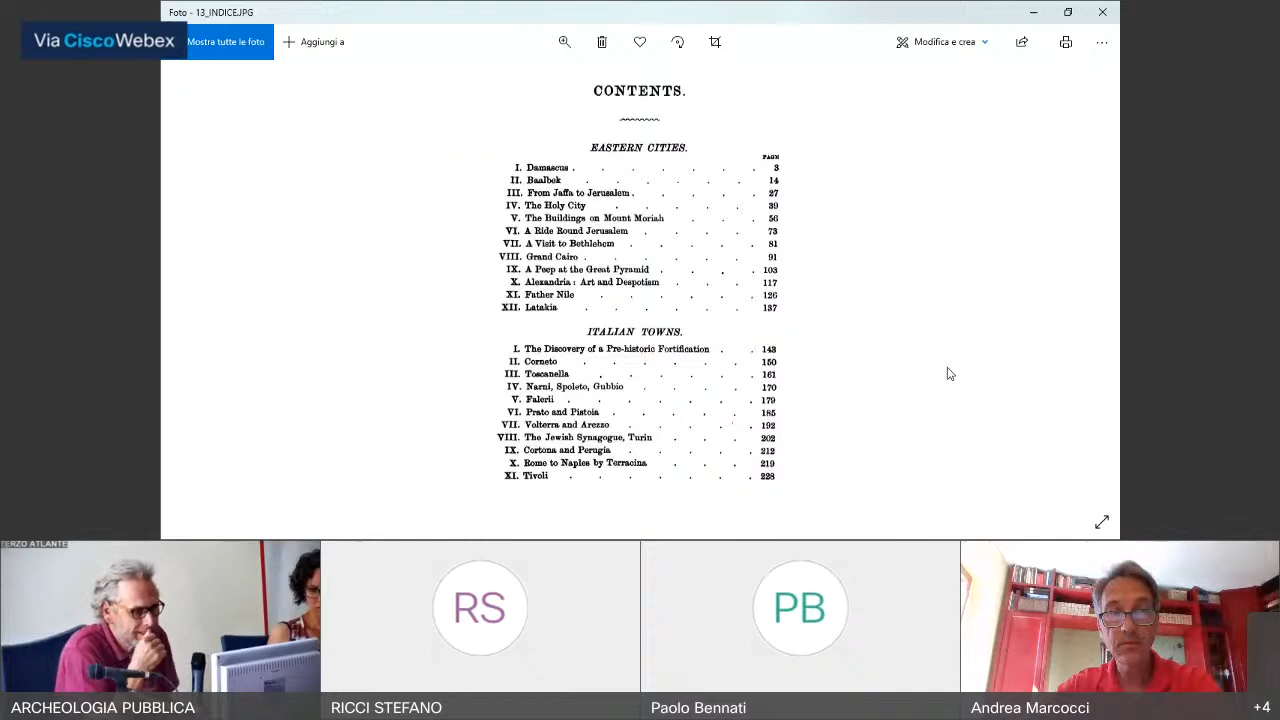 Foto - 13_INDICE.JPG
Via CiscoWebex
Mostra tutte le foto
Aggiungi a
Modifica e crea
CONTENTS.
EASTERN CITIES.
PAGE
I. Damascus . . . . . . . 3
II. Baalbek . . . . . . 14
III. From Jaffa to Jerusalem . . . . . 27
IV. The Holy City . . . . . 39
V. The Buildings on Mount Moriah . . . 56
VI. A Ride Round Jerusalem . . . . 73
VII. A Visit to Bethlehem . . . . . 81
VIII. Grand Cairo . . . . . . 91
IX. A Peep at the Great Pyramid . . . . 103
X. Alexandria: Art and Despotism . . . 117
XI. Father Nile . . . . . . 126
XII. Latakia . . . . . . 137
ITALIAN TOWNS.
I. The Discovery of a Pre-historic Fortification . . 143
II. Corneto . . . . . . 150
III. Toscanella . . . . . . 161
IV. Narni, Spoleto, Gubbio . . . . 170
V. Falerii . . . . . . . 179
VI. Prato and Pistoia . . . . . 185
VII. Volterra and Arezzo . . . . . 192
VIII. The Jewish Synagogue, Turin . . . 202
IX. Cortona and Perugia . . . . . 212
X. Rome to Naples by Terracina . . . 219
XI. Tivoli . . . . . . . 228
TERZO ATLANTE
RS
PB
ARCHEOLOGIA PUBBLICA
RICCI STEFANO
Paolo Bennati
Andrea Marcocci
+4